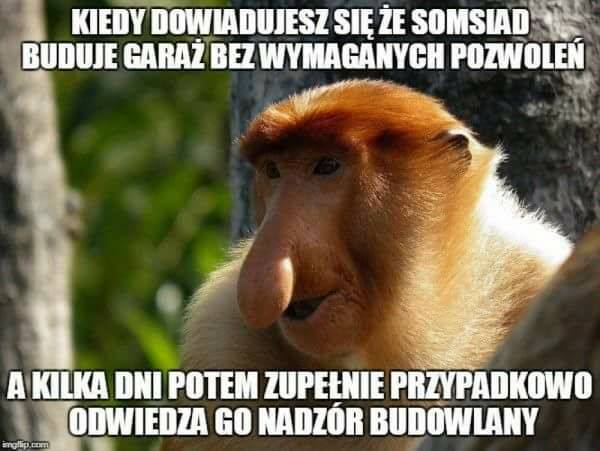 KIEDY DOWIADUJESZ SIĘ ŻE SOMSIAD
BUDUJE GARAŻ BEZ WYMAGANYCH POZWOLEŃ
A KILKA DNI POTEM ZUPEŁNIE PRZYPADKOWO
ODWIEDZA GO NADZÓR BUDOWLANY
imgflip.com